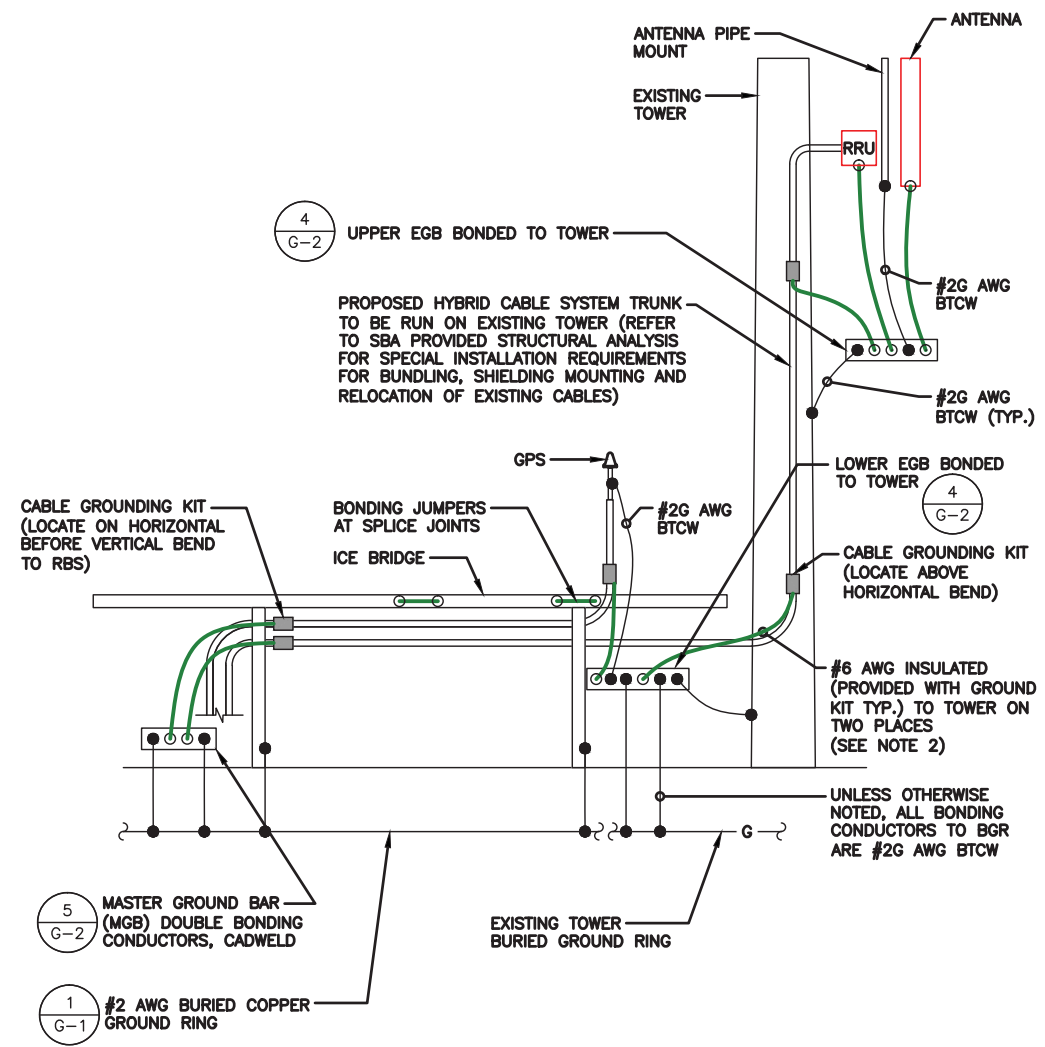 ANTENNA
ANTENNA PIPE
MOUNT
EXISTING
TOWER
RRU
4
G-2
UPPER EGB BONDED TO TOWER
#2G AWG
BTCW
PROPOSED HYBRID CABLE SYSTEM TRUNK
TO BE RUN ON EXISTING TOWER (REFER
TO SBA PROVIDED STRUCTURAL ANALYSIS
FOR SPECIAL INSTALLATION REQUIREMENTS
FOR BUNDLING, SHIELDING MOUNTING AND
RELOCATION OF EXISTING CABLES)
#2G AWG
BTCW (TYP.)
GPS
LOWER EGB BONDED
TO TOWER
4
G-2
CABLE GROUNDING KIT
(LOCATE ON HORIZONTAL
BEFORE VERTICAL BEND
TO RBS)
BONDING JUMPERS
AT SPLICE JOINTS
ICE BRIDGE
#2G AWG
BTCW
CABLE GROUNDING KIT
(LOCATE ABOVE
HORIZONTAL BEND)
#6 AWG INSULATED
(PROVIDED WITH GROUND
KIT TYP.) TO TOWER ON
TWO PLACES
(SEE NOTE 2)
UNLESS OTHERWISE
NOTED, ALL BONDING
CONDUCTORS TO BGR
ARE #2G AWG BTCW
G
5
G-2
MASTER GROUND BAR
(MGB) DOUBLE BONDING
CONDUCTORS, CADWELD
EXISTING TOWER
BURIED GROUND RING
1
G-1
#2 AWG BURIED COPPER
GROUND RING